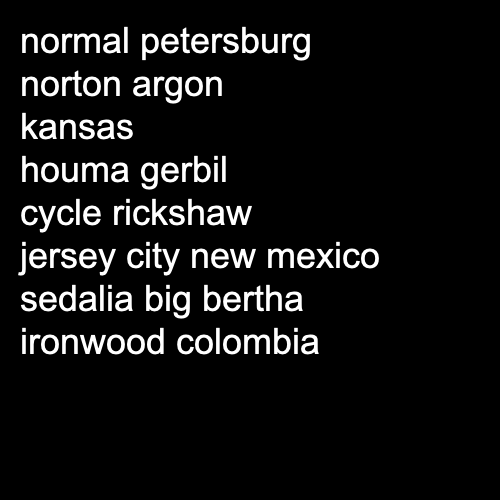 normal petersburg
norton argon
kansas
houma gerbil
cycle rickshaw
jersey city new mexico
sedalia big bertha
ironwood colombia